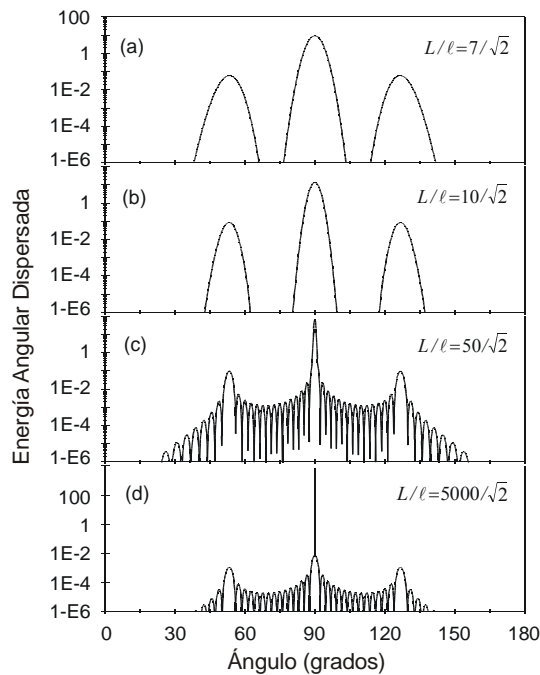 100
(a)
L/ℓ=7/√2
1
1E-2
1E-4
1-E6
(b)
L/ℓ=10/√2
1
1E-2
1E-4
1-E6
(c)
L/ℓ=50/√2
1
1E-2
1E-4
1-E6
(d)
L/ℓ=5000/√2
100
1
1E-2
1E-4
1-E6
0 30 60 90 120 150 180
Ángulo (grados)
Energía Angular Dispersada